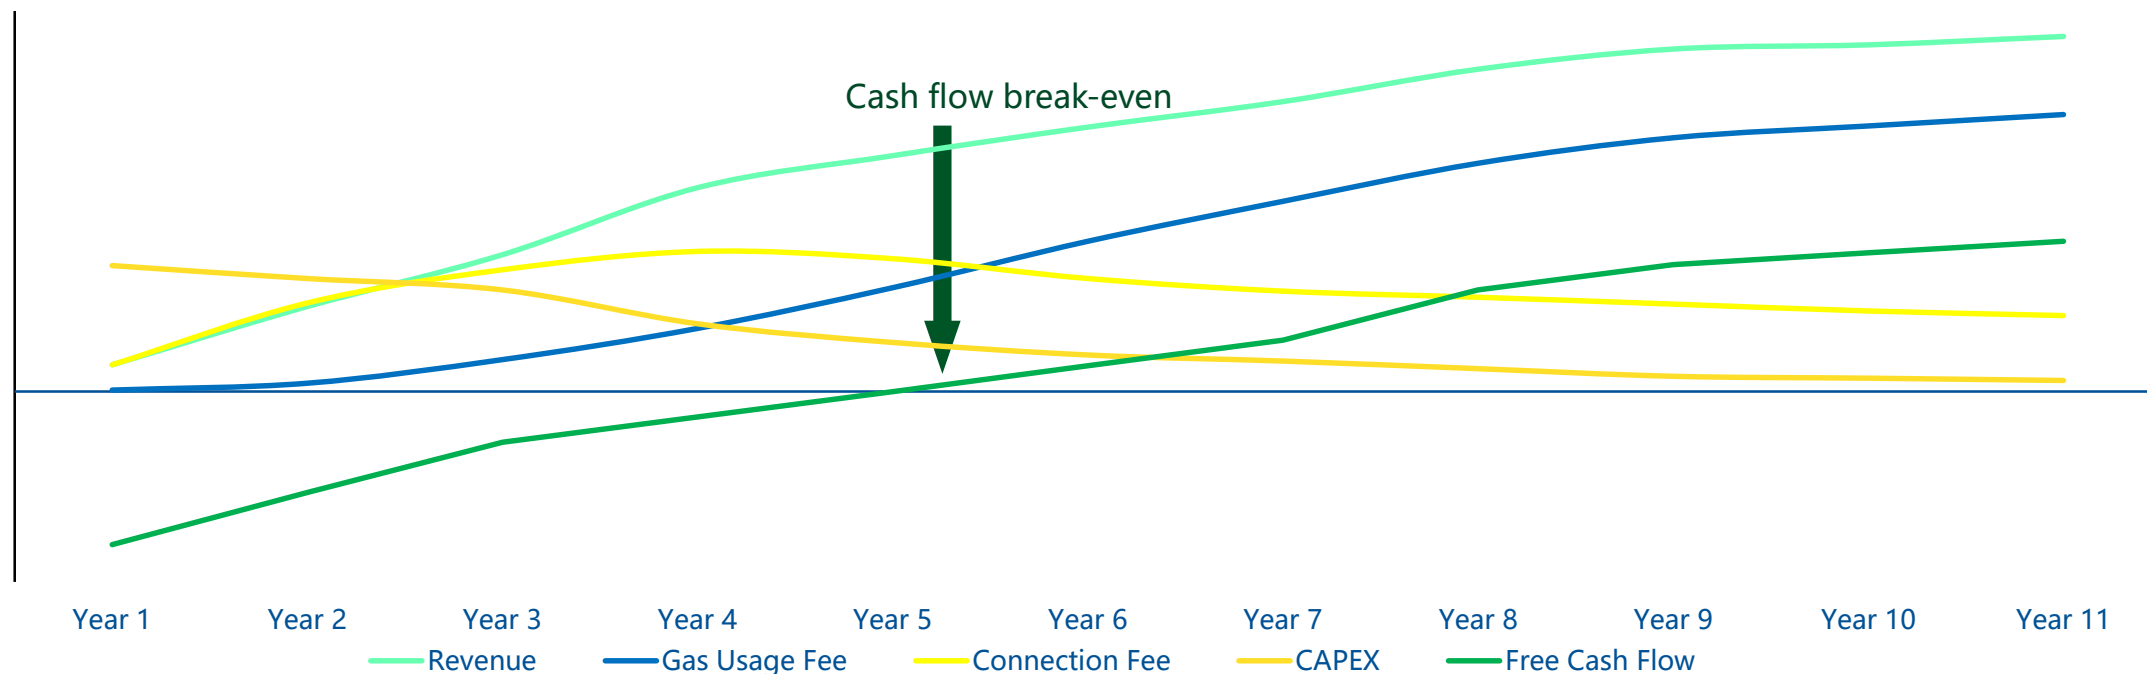 Cash flow break-even
Year 1 Year 2 Year 3 Year 4 Year 5 Year 6 Year 7 Year 8 Year 9 Year 10 Year 11
Revenue Gas Usage Fee Connection Fee CAPEX Free Cash Flow